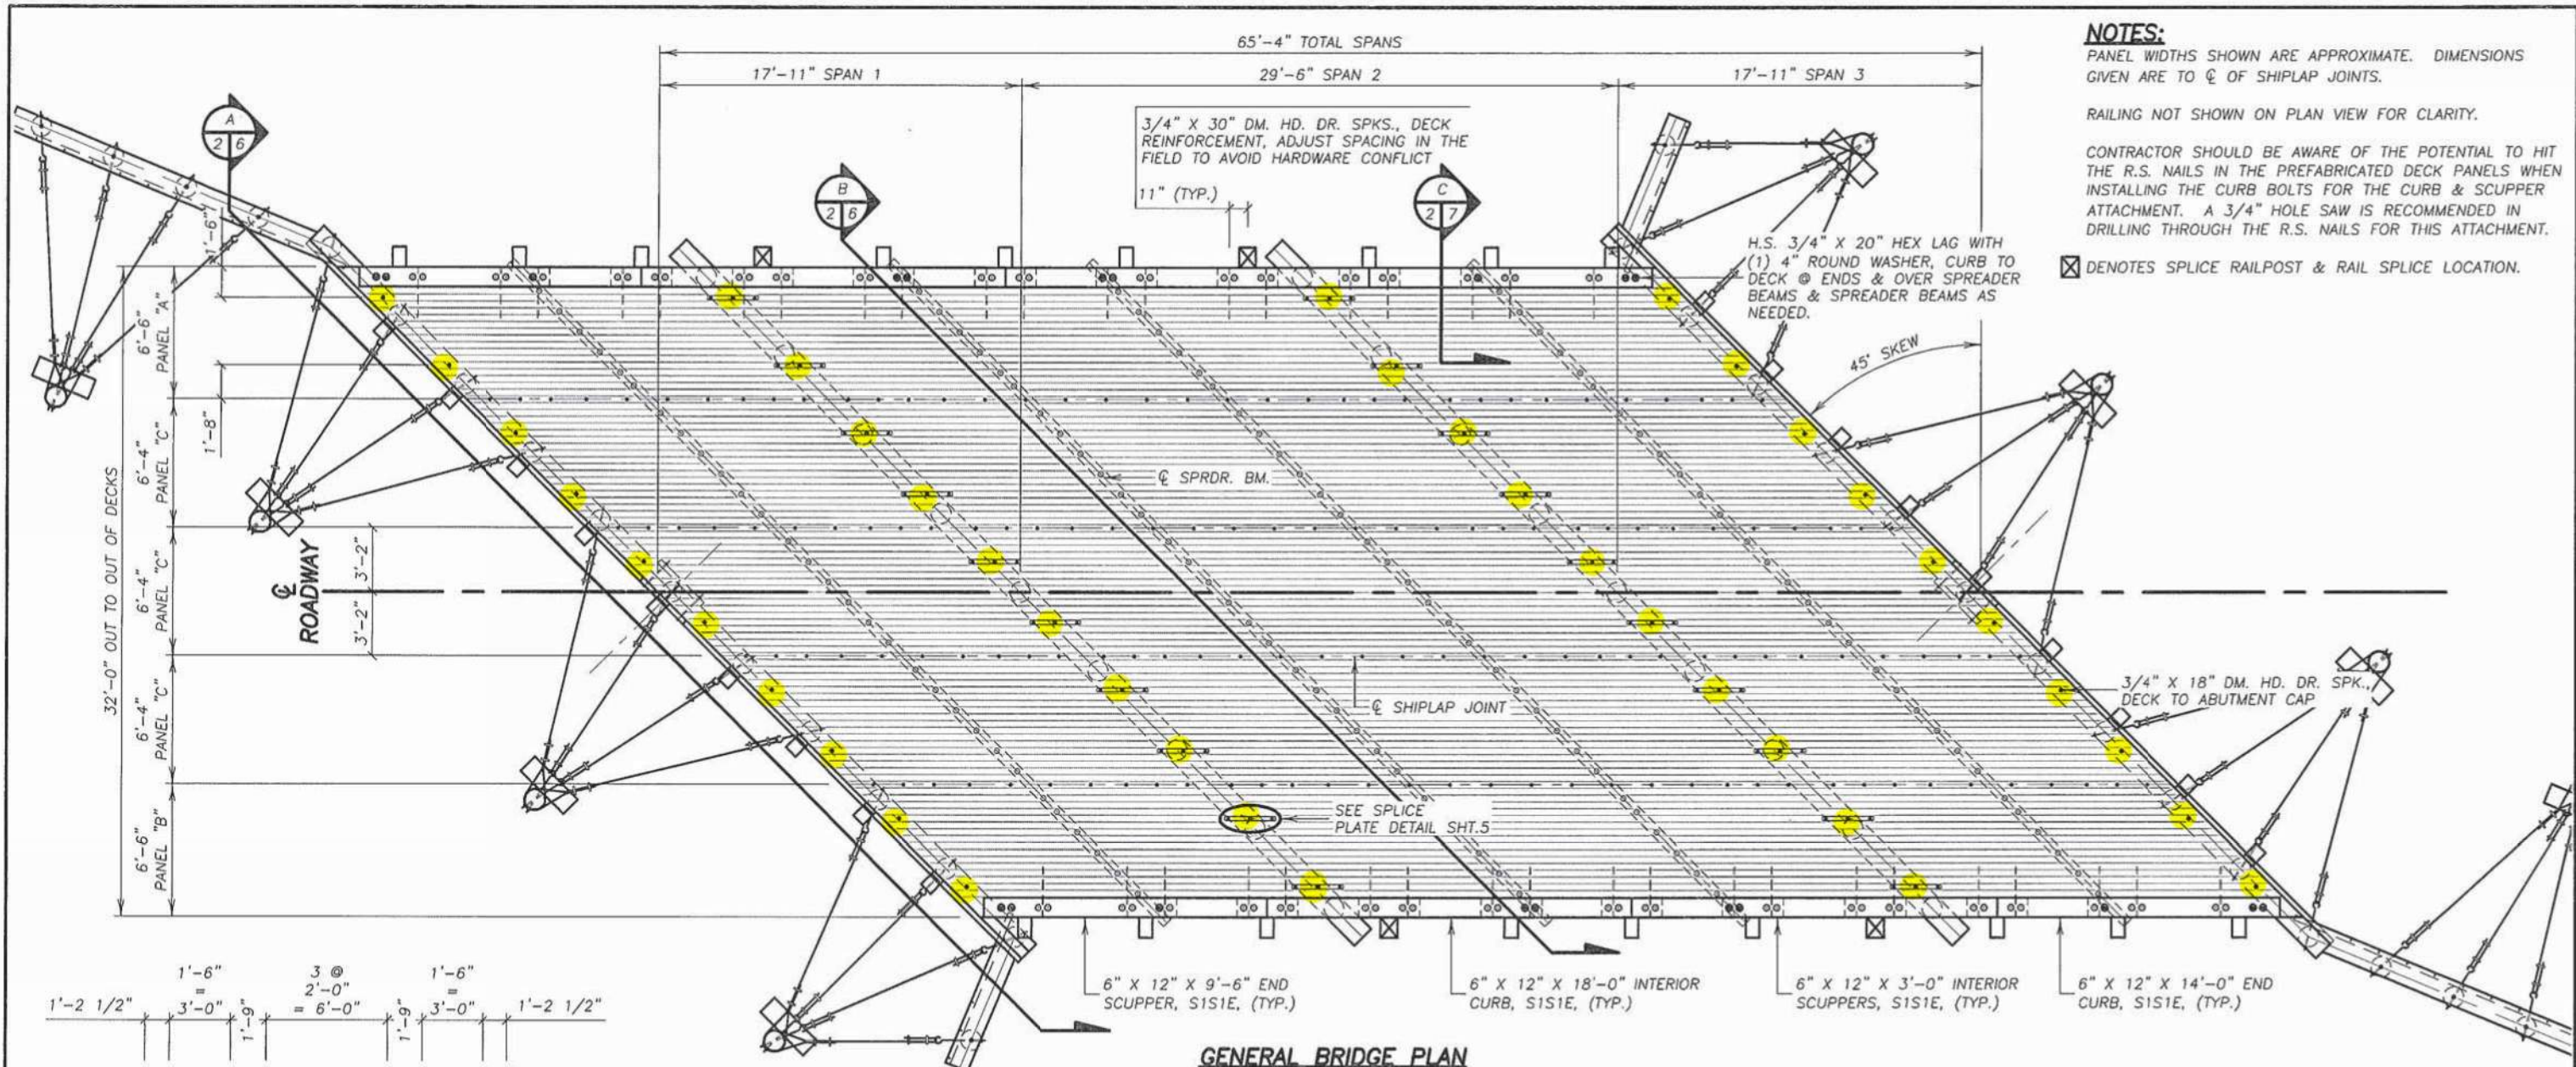 65'-4" TOTAL SPANS
17'-11" SPAN 1
29'-6" SPAN 2
17'-11" SPAN 3
NOTES:
PANEL WIDTHS SHOWN ARE APPROXIMATE. DIMENSIONS
GIVEN ARE TO ℄ OF SHIPLAP JOINTS.
RAILING NOT SHOWN ON PLAN VIEW FOR CLARITY.
CONTRACTOR SHOULD BE AWARE OF THE POTENTIAL TO HIT
THE R.S. NAILS IN THE PREFABRICATED DECK PANELS WHEN
INSTALLING THE CURB BOLTS FOR THE CURB & SCUPPER
ATTACHMENT. A 3/4" HOLE SAW IS RECOMMENDED IN
DRILLING THROUGH THE R.S. NAILS FOR THIS ATTACHMENT.
DENOTES SPLICE RAILPOST & RAIL SPLICE LOCATION.
A
2 6
B
2 6
C
2 7
3/4" X 30" DM. HD. DR. SPKS., DECK
REINFORCEMENT, ADJUST SPACING IN THE
FIELD TO AVOID HARDWARE CONFLICT
11" (TYP.)
H.S. 3/4" X 20" HEX LAG WITH
(1) 4" ROUND WASHER, CURB TO
DECK @ ENDS & OVER SPREADER
BEAMS & SPREADER BEAMS AS
NEEDED.
45° SKEW
1'-6"
1'-8"
32'-0" OUT TO OUT OF DECKS
6'-6"
PANEL "A"
6'-4"
PANEL "C"
6'-4"
PANEL "C"
6'-4"
PANEL "C"
6'-6"
PANEL "B"
℄
ROADWAY
3'-2"
3'-2"
℄ SPRDR. BM.
℄ SHIPLAP JOINT
SEE SPLICE
PLATE DETAIL SHT.5
3/4" X 18" DM. HD. DR. SPK.,
DECK TO ABUTMENT CAP
6" X 12" X 9'-6" END
SCUPPER, S1S1E, (TYP.)
6" X 12" X 18'-0" INTERIOR
CURB, S1S1E, (TYP.)
6" X 12" X 3'-0" INTERIOR
SCUPPERS, S1S1E, (TYP.)
6" X 12" X 14'-0" END
CURB, S1S1E, (TYP.)
1'-2 1/2"
1'-6"
=
3'-0"
1'-9"
3 @
2'-0"
= 6'-0"
1'-9"
1'-6"
=
3'-0"
1'-2 1/2"
GENERAL BRIDGE PLAN